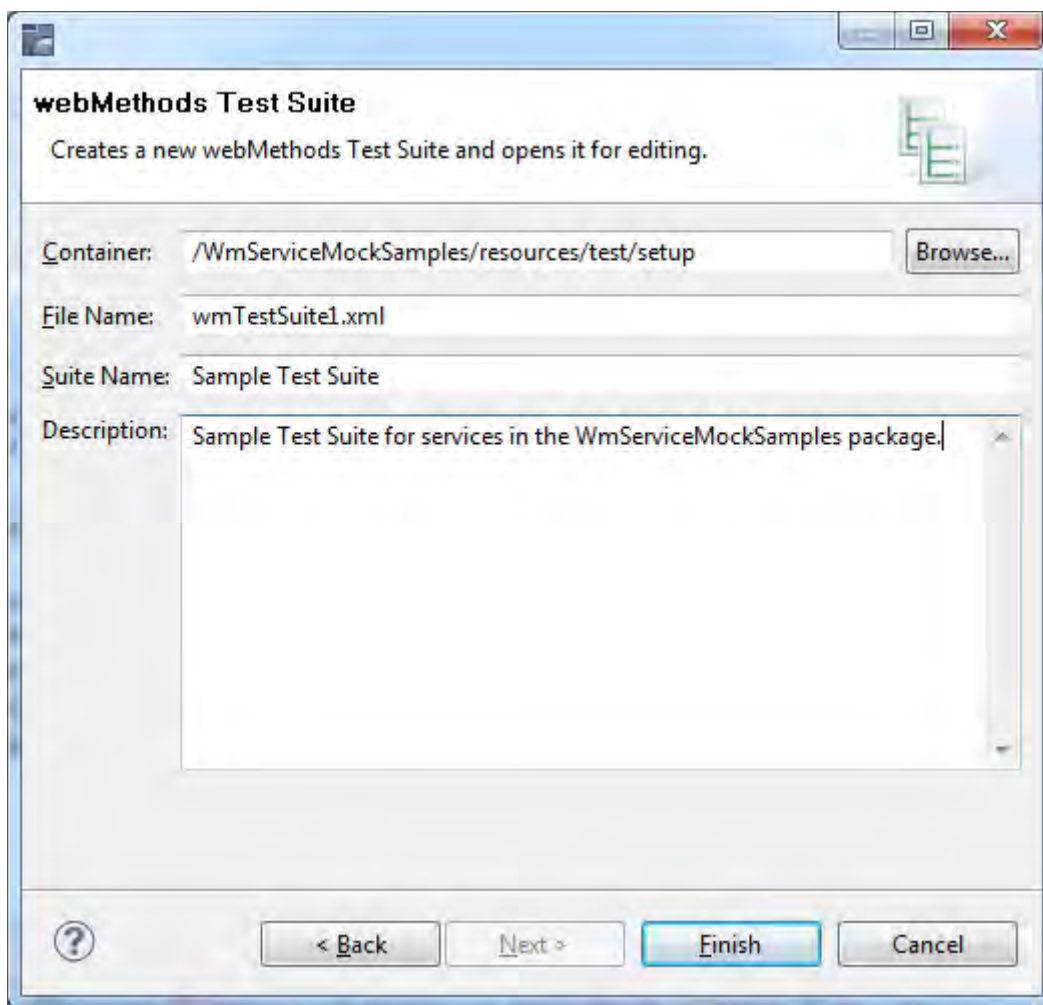 webMethods Test Suite
Creates a new webMethods Test Suite and opens it for editing.
Container: /WmServiceMockSamples/resources/test/setup Browse...
File Name: wmTestSuite1.xml
Suite Name: Sample Test Suite
Description: Sample Test Suite for services in the WmServiceMockSamples package.
? < Back Next > Finish Cancel